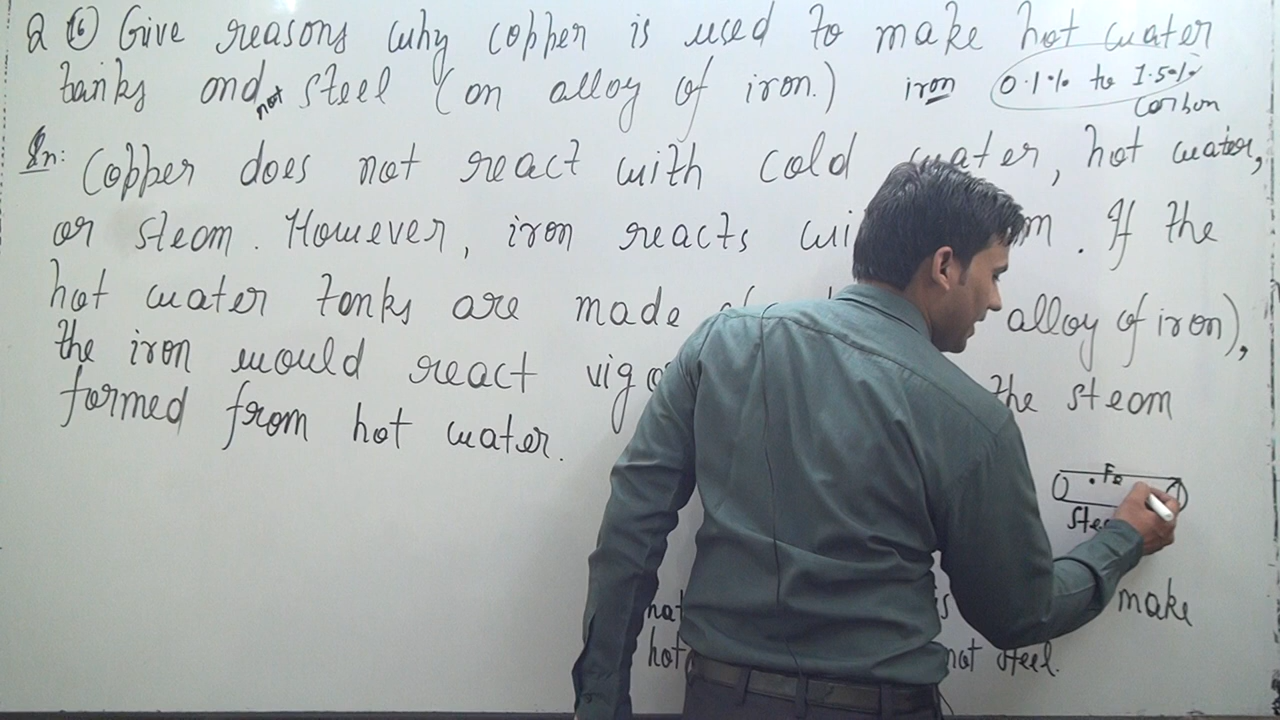 Q (16) Give reasons why copper is used to make hot water
tanks and not steel (an alloy of iron.) iron 0.1% to 1.5%
carbon
Copper does not react with cold water, hot water,
or steam. However, iron reacts wi m. If the
hot water tanks are made alloy of iron),
the iron would react vigo the steam
formed from hot water.
Fe
Stee
make
hot not steel.